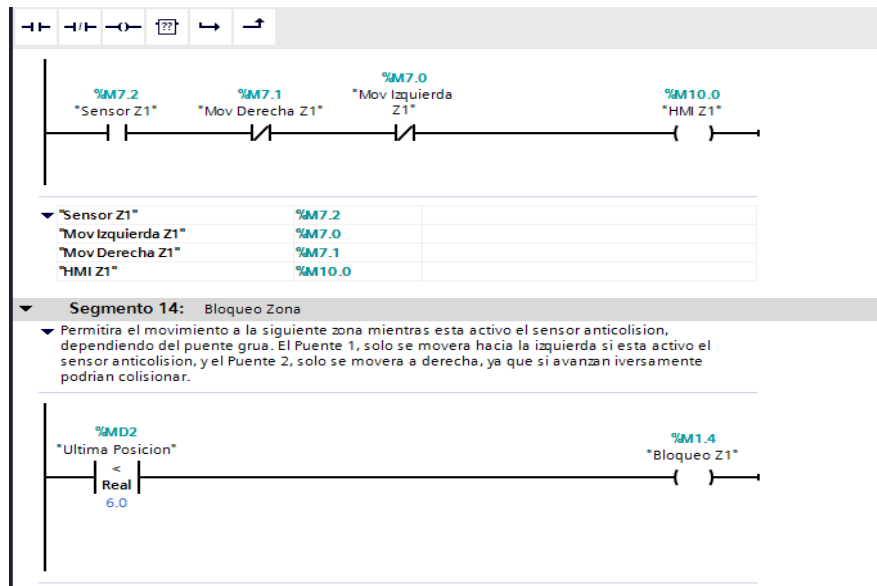 ??
%M7.2
"Sensor Z1"
%M7.1
"Mov Derecha Z1"
%M7.0
"Mov Izquierda
Z1"
%M10.0
"HMI Z1"
"Sensor Z1" %M7.2
"Mov Izquierda Z1" %M7.0
"Mov Derecha Z1" %M7.1
"HMI Z1" %M10.0
Segmento 14: Bloqueo Zona
Permitira el movimiento a la siguiente zona mientras esta activo el sensor anticolision,
dependiendo del puente grua. El Puente 1, solo se movera hacia la izquierda si esta activo el
sensor anticolision, y el Puente 2, solo se movera a derecha, ya que si avanzan iversamente
podrian colisionar.
%MD2
"Ultima Posicion"
<
Real
6.0
%M1.4
"Bloqueo Z1"